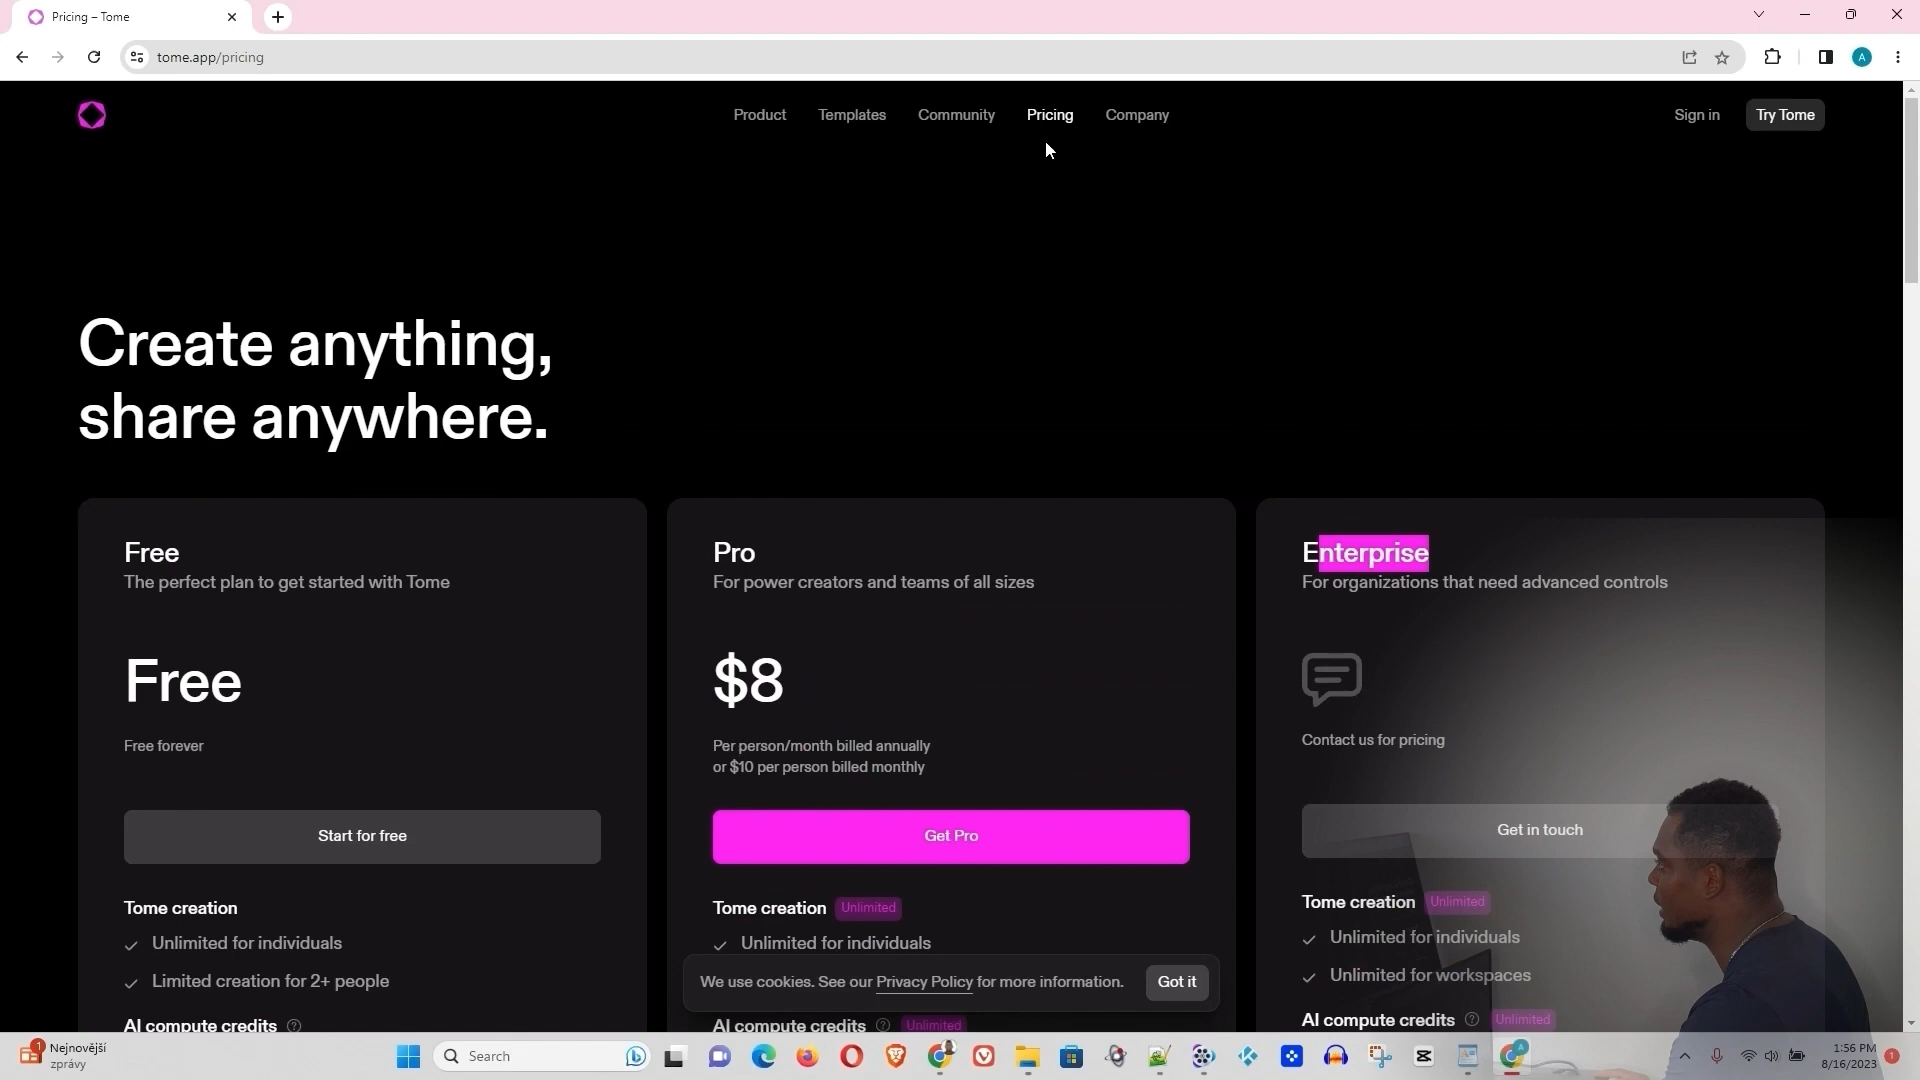 Pricing – Tome
tome.app/pricing
A
Product Templates Community Pricing Company Sign in Try Tome
Create anything,
share anywhere.
Free
The perfect plan to get started with Tome
Free
Free forever
Start for free
Tome creation
Unlimited for individuals
Limited creation for 2+ people
AI compute credits
Pro
For power creators and teams of all sizes
$8
Per person/month billed annually
or $10 per person billed monthly
Get Pro
Tome creation Unlimited
Unlimited for individuals
AI compute credits Unlimited
Enterprise
For organizations that need advanced controls
Contact us for pricing
Get in touch
Tome creation Unlimited
Unlimited for individuals
Unlimited for workspaces
AI compute credits Unlimited
We use cookies. See our Privacy Policy for more information. Got it
1
Nejnovější
zprávy
Search
A
1:56 PM
8/16/2023
1